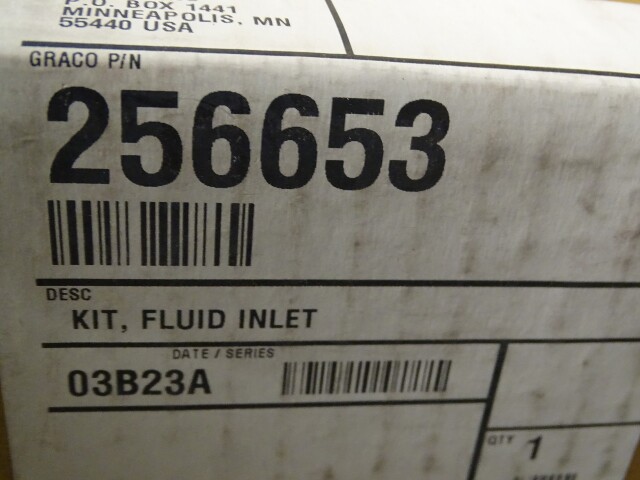 P.O. BOX 1441
MINNEAPOLIS, MN
55440 USA
GRACO P/N
256653
DESC
KIT, FLUID INLET
DATE / SERIES
03B23A
QTY 1